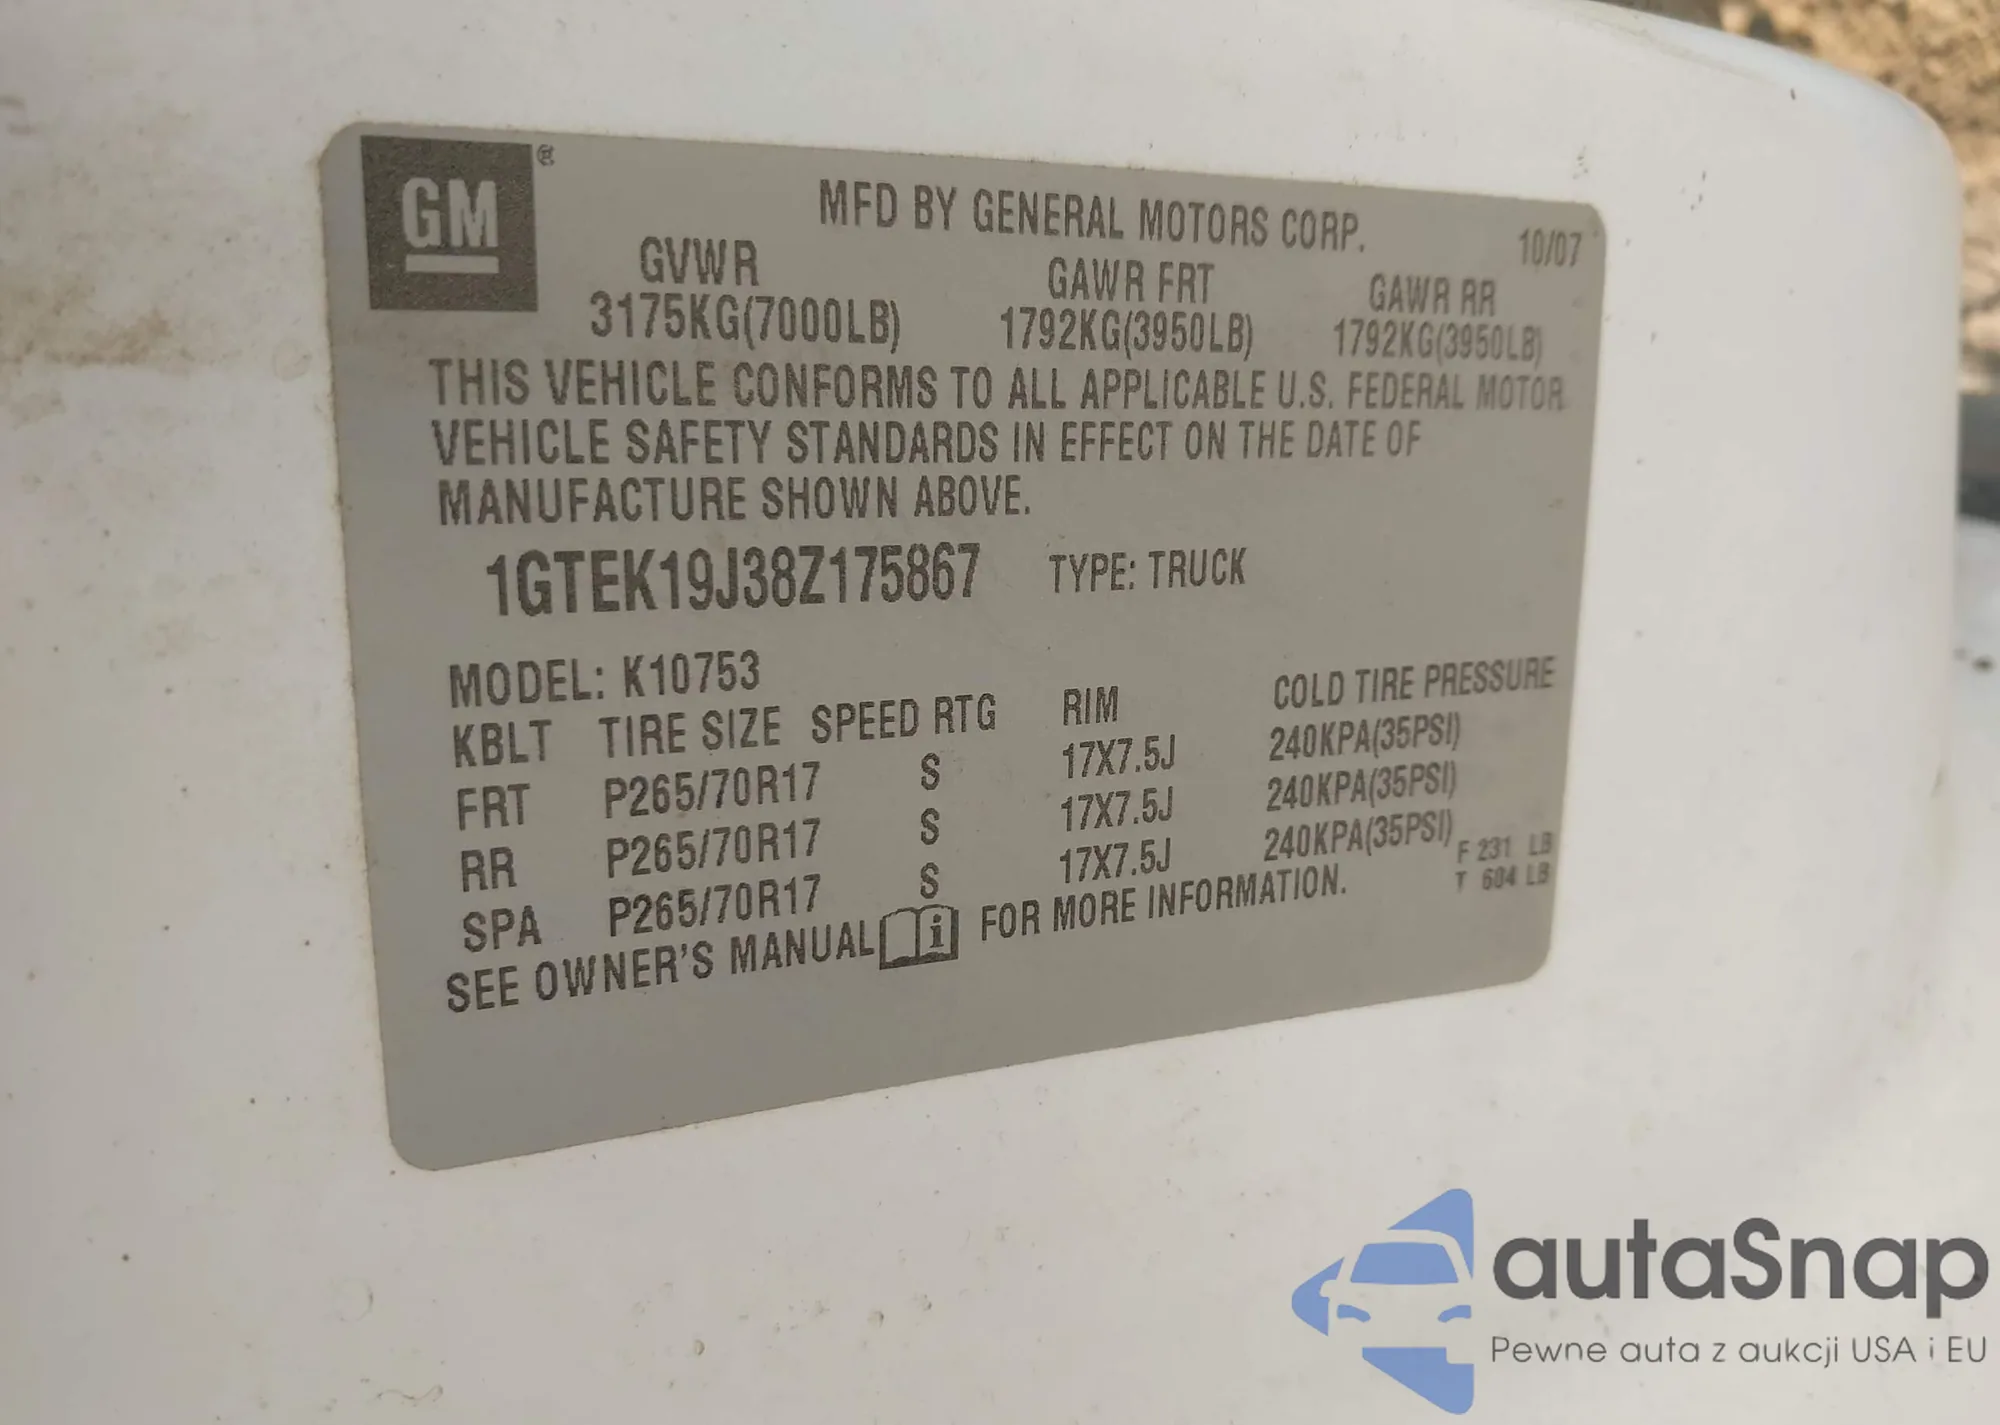 GM®
MFD BY GENERAL MOTORS CORP.
10/07
GVWR GAWR FRT GAWR RR
3175KG(7000LB) 1792KG(3950LB) 1792KG(3950LB)
THIS VEHICLE CONFORMS TO ALL APPLICABLE U.S. FEDERAL MOTOR
VEHICLE SAFETY STANDARDS IN EFFECT ON THE DATE OF
MANUFACTURE SHOWN ABOVE.
1GTEK19J38Z175867 TYPE: TRUCK
MODEL: K10753
KBLT TIRE SIZE SPEED RTG RIM COLD TIRE PRESSURE
FRT P265/70R17 S 17X7.5J 240KPA(35PSI)
RR P265/70R17 S 17X7.5J 240KPA(35PSI)
SPA P265/70R17 S 17X7.5J 240KPA(35PSI)
F 231 LB
T 604 LB
SEE OWNER'S MANUAL i FOR MORE INFORMATION.
autaSnap
Pewne auta z aukcji USA i EU